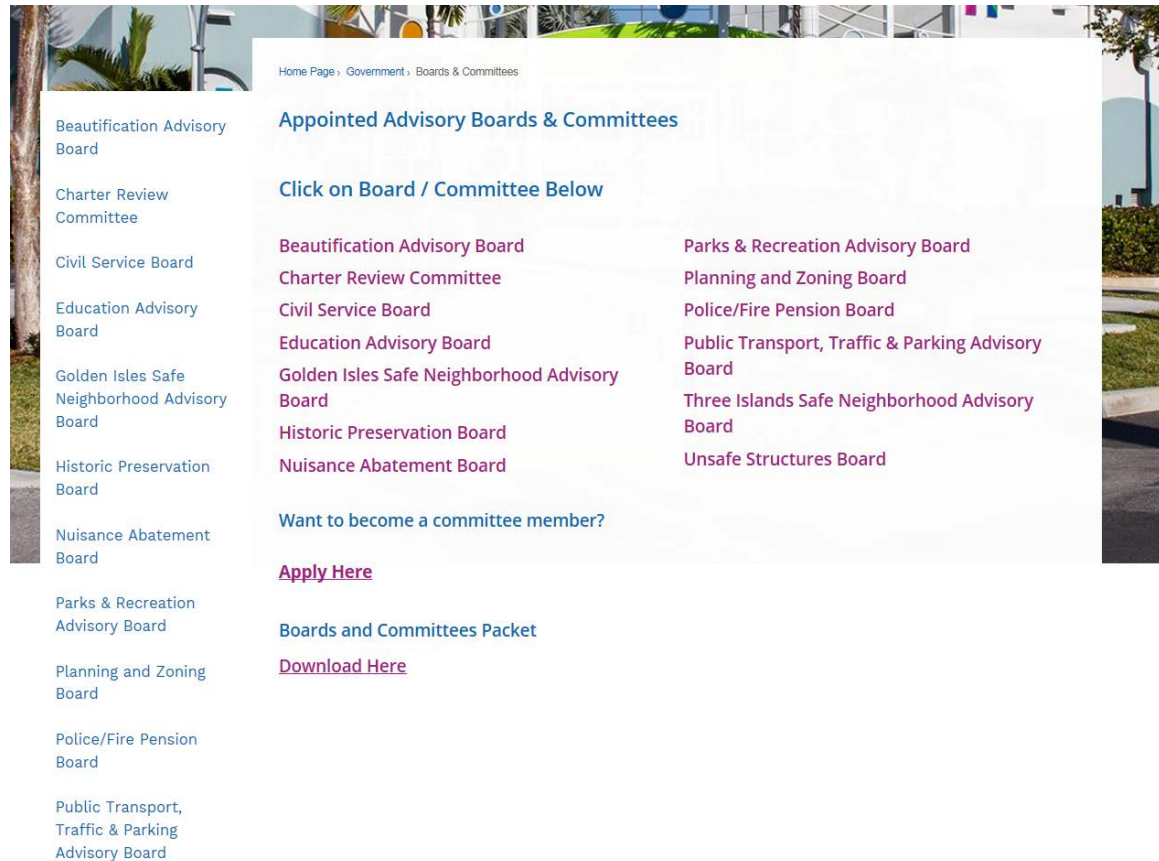 Home Page › Government › Boards & Committees
Beautification Advisory
Board
Charter Review
Committee
Civil Service Board
Education Advisory
Board
Golden Isles Safe
Neighborhood Advisory
Board
Historic Preservation
Board
Nuisance Abatement
Board
Parks & Recreation
Advisory Board
Planning and Zoning
Board
Police/Fire Pension
Board
Public Transport,
Traffic & Parking
Advisory Board
Appointed Advisory Boards & Committees
Click on Board / Committee Below
Beautification Advisory Board
Charter Review Committee
Civil Service Board
Education Advisory Board
Golden Isles Safe Neighborhood Advisory
Board
Historic Preservation Board
Nuisance Abatement Board
Parks & Recreation Advisory Board
Planning and Zoning Board
Police/Fire Pension Board
Public Transport, Traffic & Parking Advisory
Board
Three Islands Safe Neighborhood Advisory
Board
Unsafe Structures Board
Want to become a committee member?
Apply Here
Boards and Committees Packet
Download Here